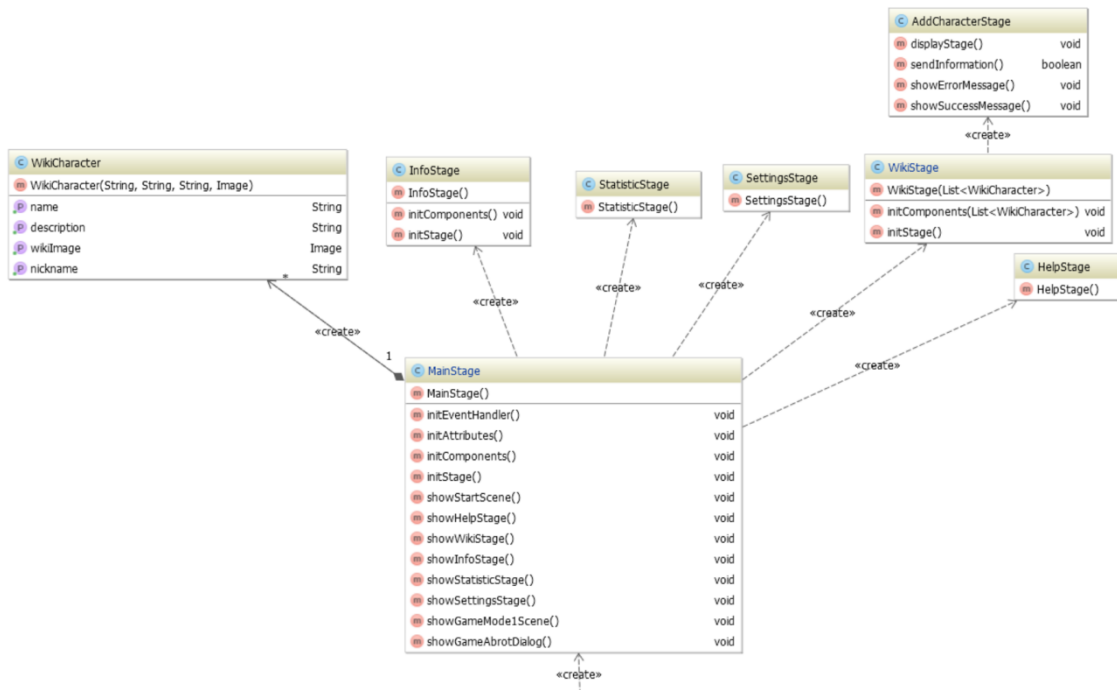 AddCharacterStage
displayStage() void
sendInformation() boolean
showErrorMessage() void
showSuccessMessage() void
«create»
WikiCharacter
WikiCharacter(String, String, String, Image)
name String
description String
wikiImage Image
nickname String
InfoStage
InfoStage()
initComponents() void
initStage() void
StatisticStage
StatisticStage()
SettingsStage
SettingsStage()
WikiStage
WikiStage(List<WikiCharacter>)
initComponents(List<WikiCharacter>) void
initStage() void
HelpStage
HelpStage()
*
«create»
1
«create»
«create»
«create»
«create»
«create»
MainStage
MainStage()
initEventHandler() void
initAttributes() void
initComponents() void
initStage() void
showStartScene() void
showHelpStage() void
showWikiStage() void
showInfoStage() void
showStatisticStage() void
showSettingsStage() void
showGameMode1Scene() void
showGameAbrotDialog() void
«create»